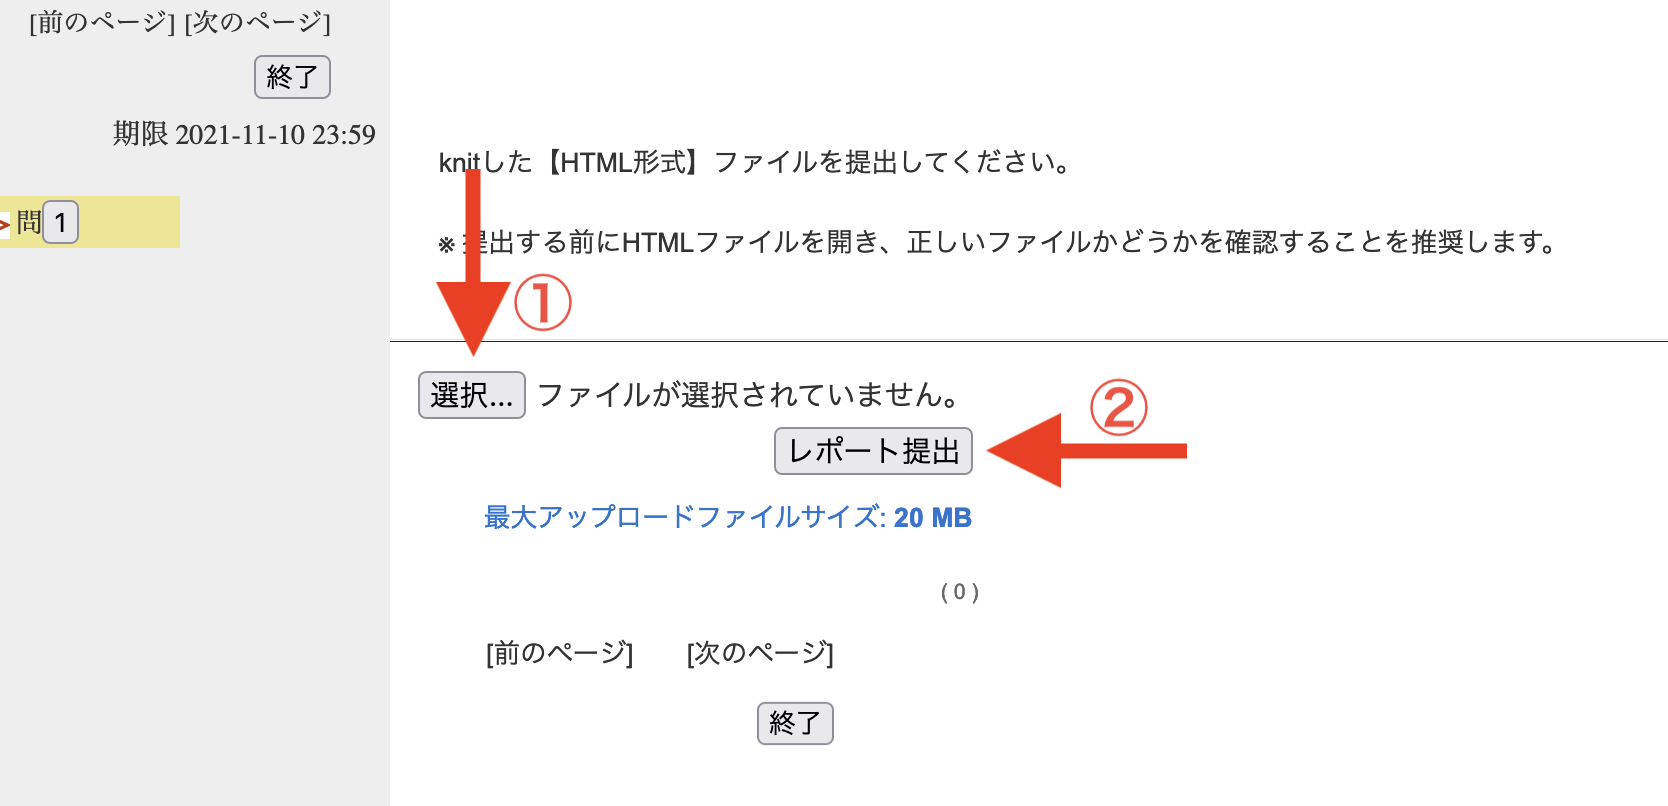 [前のページ] [次のページ]
終了
期限 2021-11-10 23:59
> 問 1
knitした【HTML形式】ファイルを提出してください。
※ 提出する前にHTMLファイルを開き、正しいファイルかどうかを確認することを推奨します。
①
選択... ファイルが選択されていません。
②
レポート提出
最大アップロードファイルサイズ: 20 MB
( 0 )
[前のページ] [次のページ]
終了